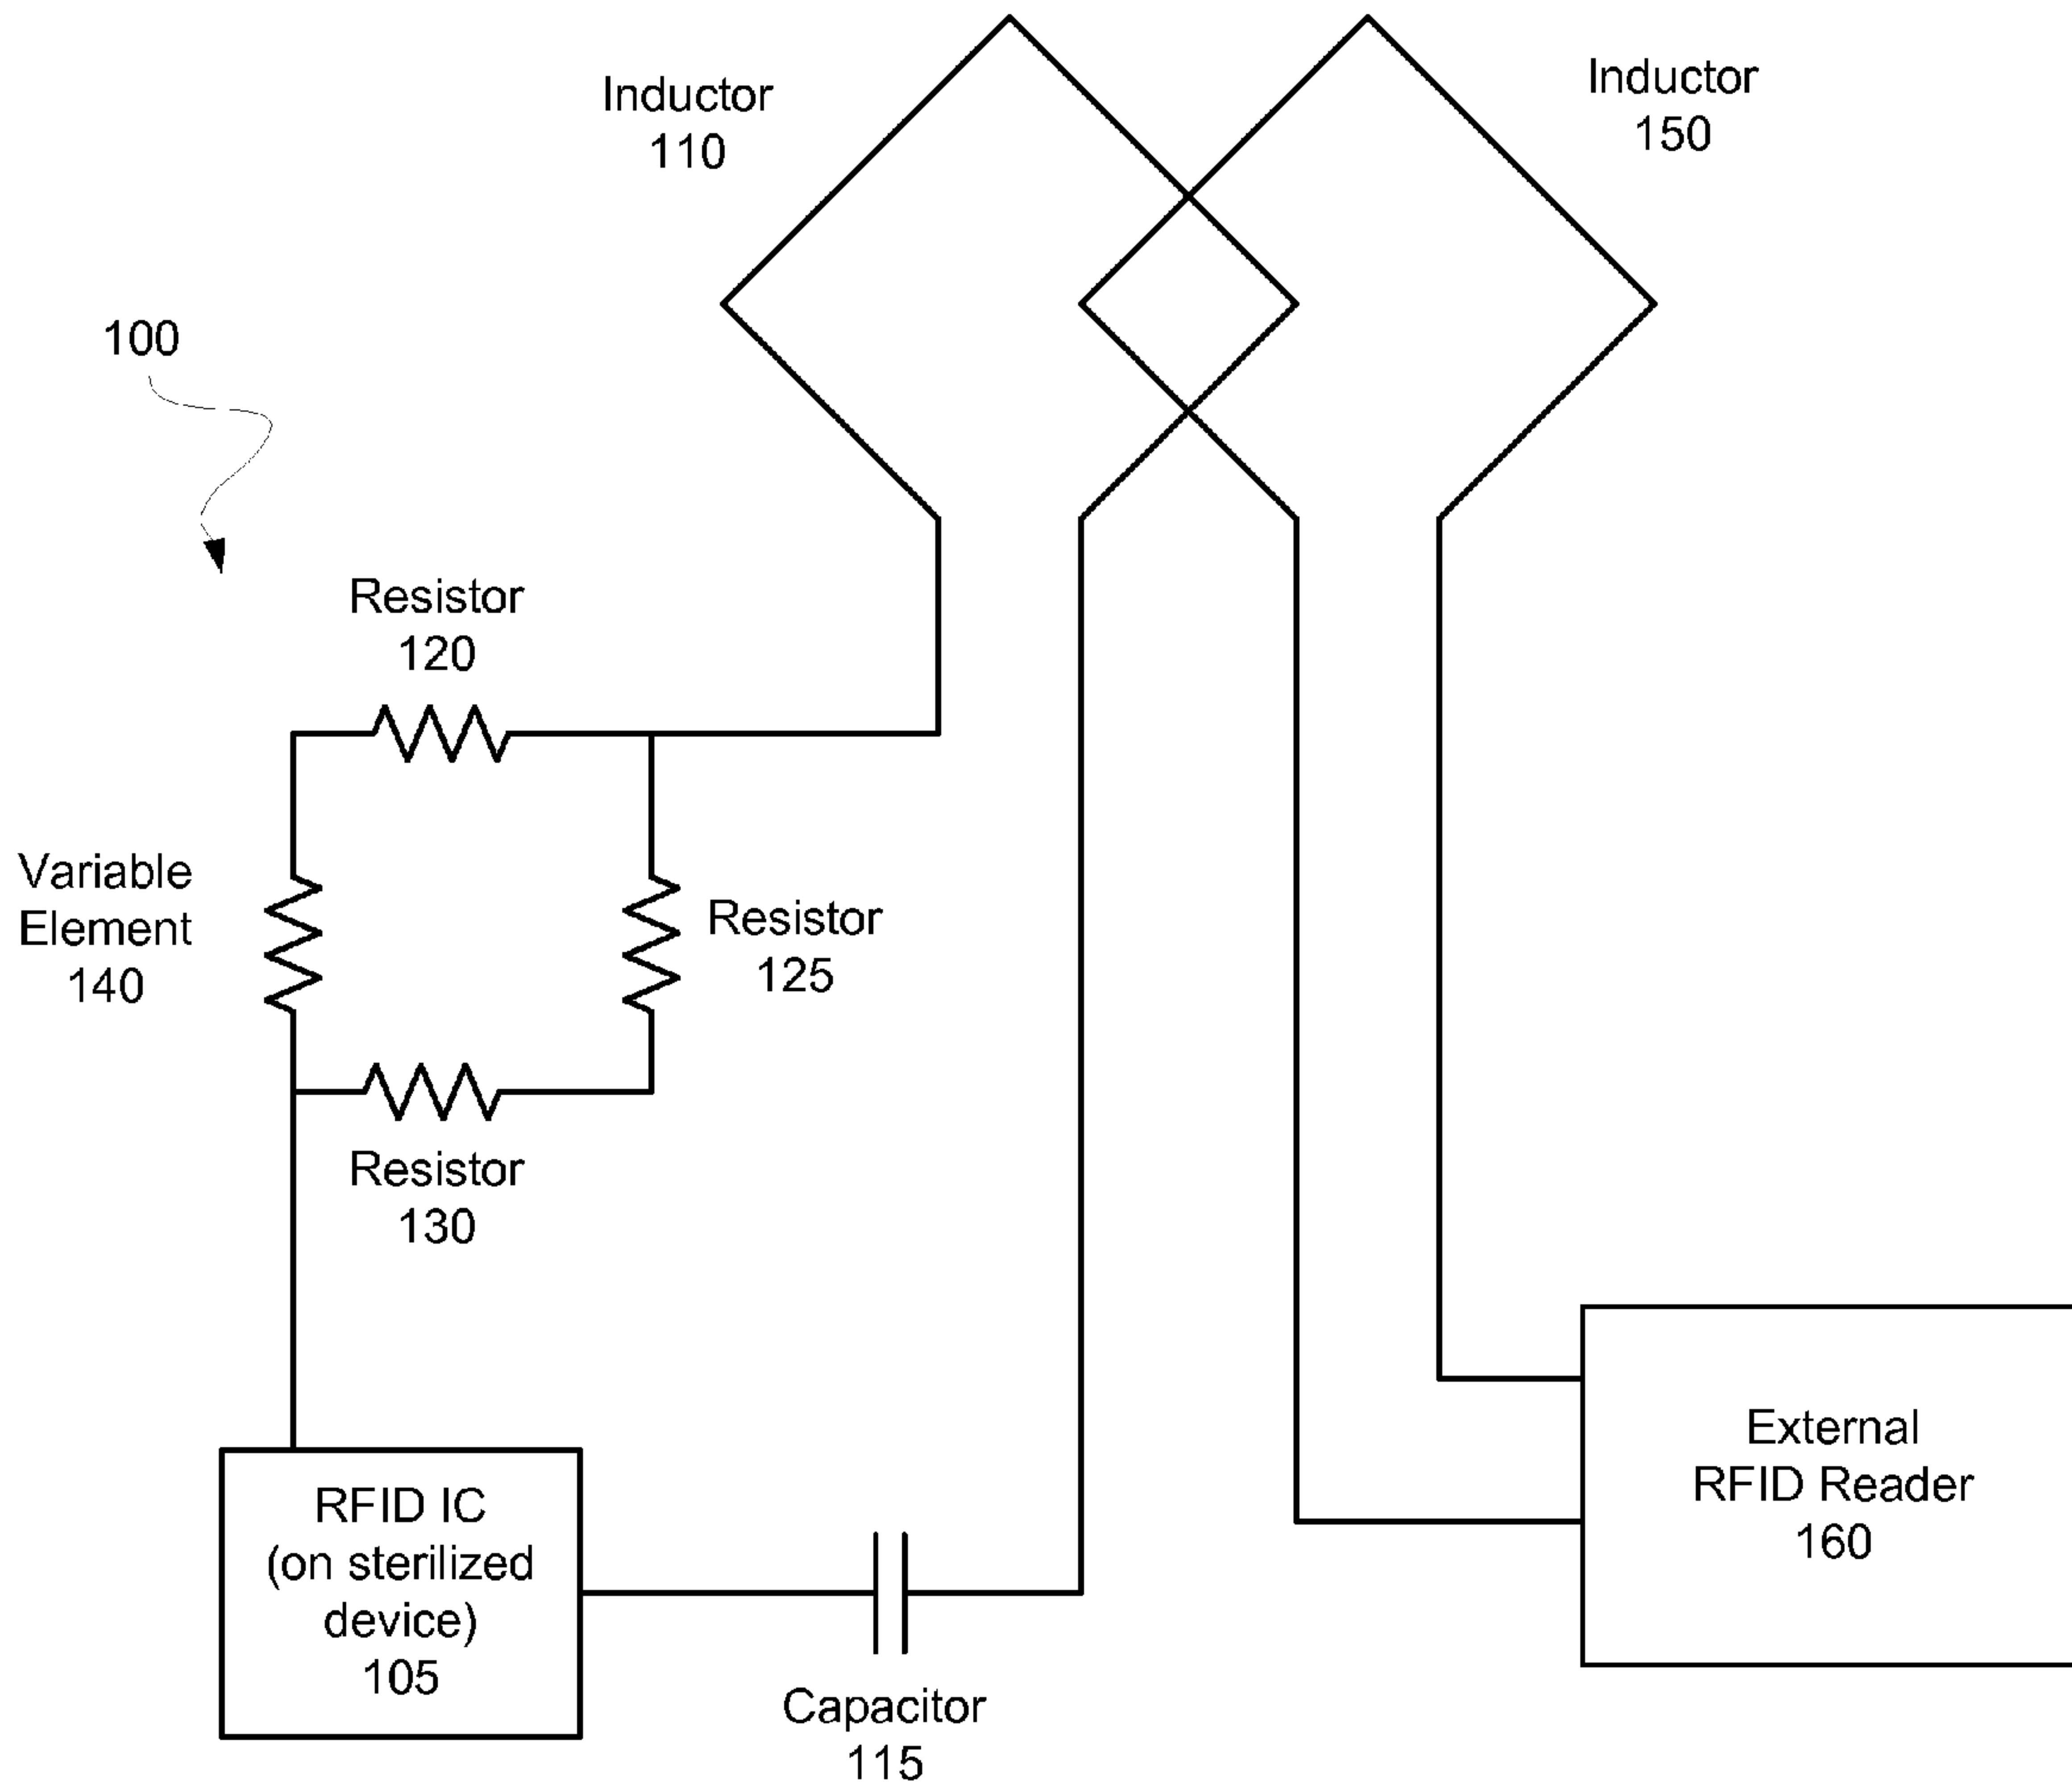 Inductor
110
Inductor
150
100
Resistor
120
Variable
Element
140
Resistor
125
Resistor
130
RFID IC
(on sterilized
device)
105
Capacitor
115
External
RFID Reader
160